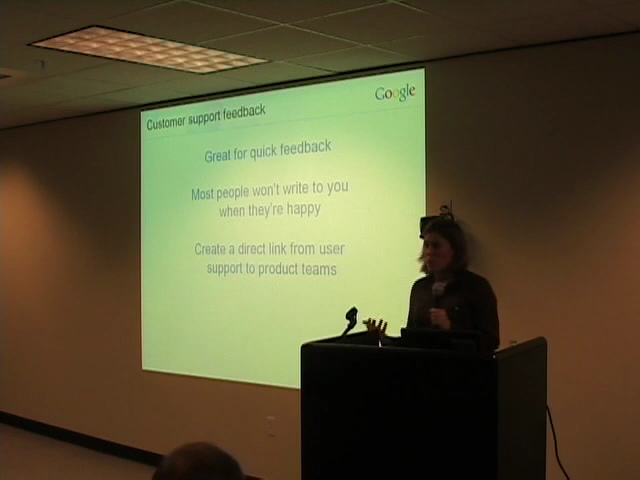 Customer support feedback
Google
Great for quick feedback
Most people won't write to you
when they're happy
Create a direct link from user
support to product teams